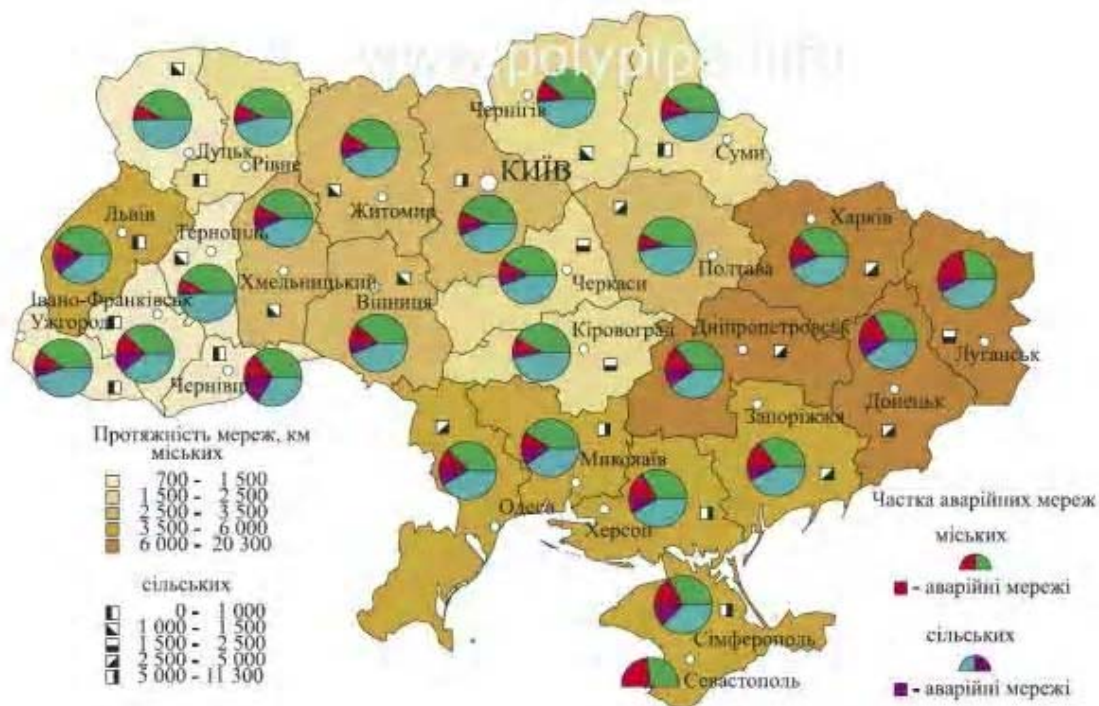 www.polypipe.info
Чернігів
Суми
Луцьк
Рівне
КИЇВ
Житомир
Львів
Тернопіль
Харків
Полтава
Хмельницький
Черкаси
Вінниця
Івано-Франківськ
Ужгород
Кіровоград
Дніпропетровськ
Луганськ
Чернівці
Запоріжжя
Донецьк
Миколаїв
Одеса
Херсон
Сімферополь
Севастополь
Протяжність мереж, км
міських
700 - 1 500
1 500 - 2 500
2 500 - 3 500
3 500 - 6 000
6 000 - 20 300
сільських
0 - 1 000
1 000 - 1 500
1 500 - 2 500
2 500 - 5 000
5 000 - 11 300
Частка аварійних мереж
міських
- аварійні мережі
сільських
- аварійні мережі